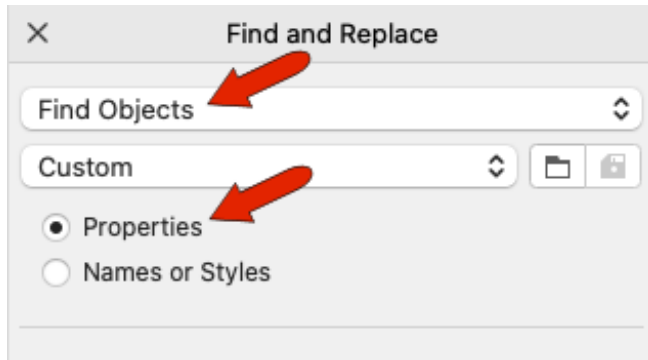 Find and Replace
Find Objects
Custom
Properties
Names or Styles